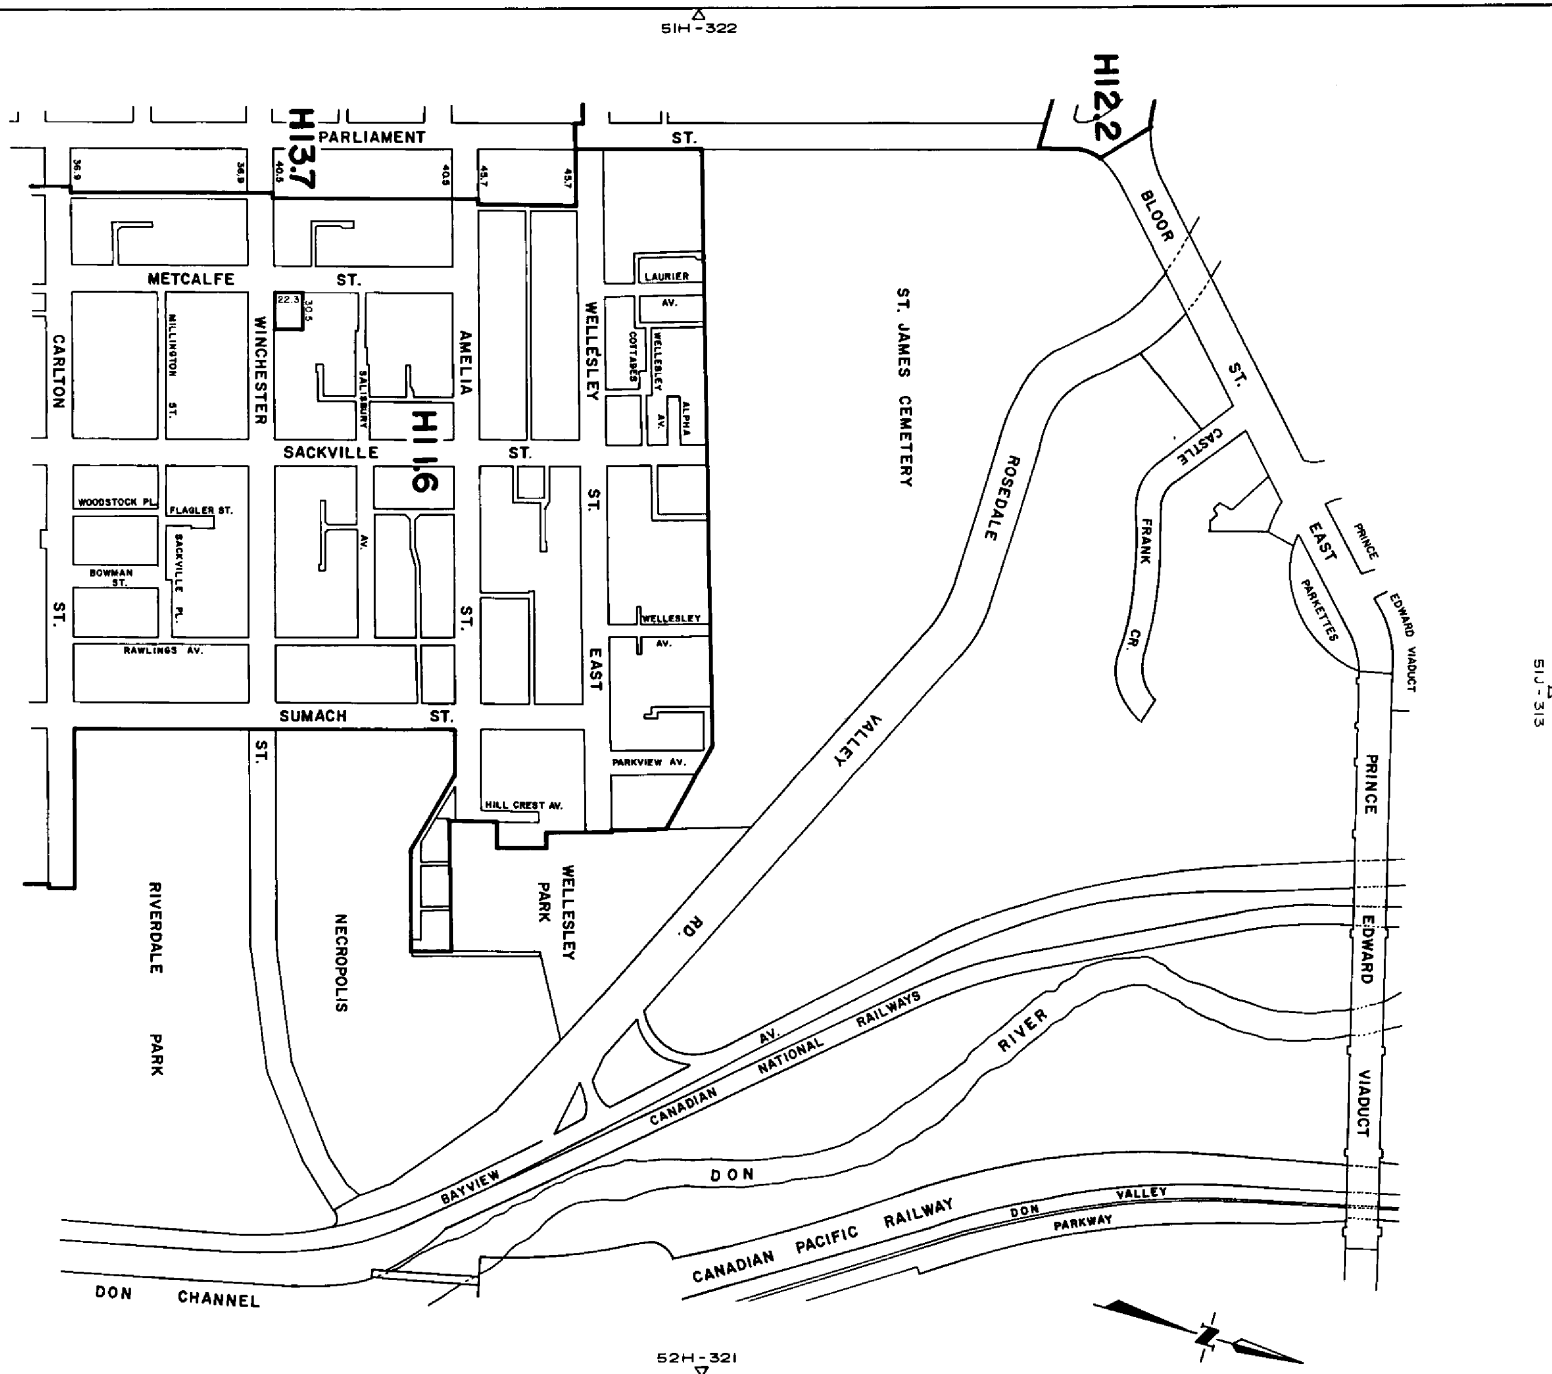 51H-322
H12.2
H13.7
PARLIAMENT
ST.
36.9
36.9
40.5
40.5
45.7
45.7
BLOOR
ST.
METCALFE
ST.
LAURIER
AV.
22.3
30.5
CARLTON
ST.
MILLINGTON
ST.
WINCHESTER
ST.
SALISBURY
AV.
AMELIA
ST.
WELLESLEY
ST.
EAST
COTTAGES
WELLESLEY
AV.
ALPHA
ST. JAMES CEMETERY
ROSEDALE
VALLEY
RD.
CASTLE
FRANK
CR.
H11.6
SACKVILLE
ST.
WOODSTOCK PL.
FLAGLER ST.
SACKVILLE PL.
BOWMAN
ST.
RAWLINGS AV.
WELLESLEY
AV.
EAST
PRINCE
EDWARD VIADUCT
PARKETTES
51J-313
SUMACH
ST.
PARKVIEW AV.
HILL CREST AV.
PRINCE
EDWARD
VIADUCT
RIVERDALE
PARK
NECROPOLIS
WELLESLEY
PARK
BAYVIEW
AV.
CANADIAN
NATIONAL
RAILWAYS
DON
RIVER
CANADIAN
PACIFIC
RAILWAY
DON
VALLEY
PARKWAY
DON
CHANNEL
N
52H-321